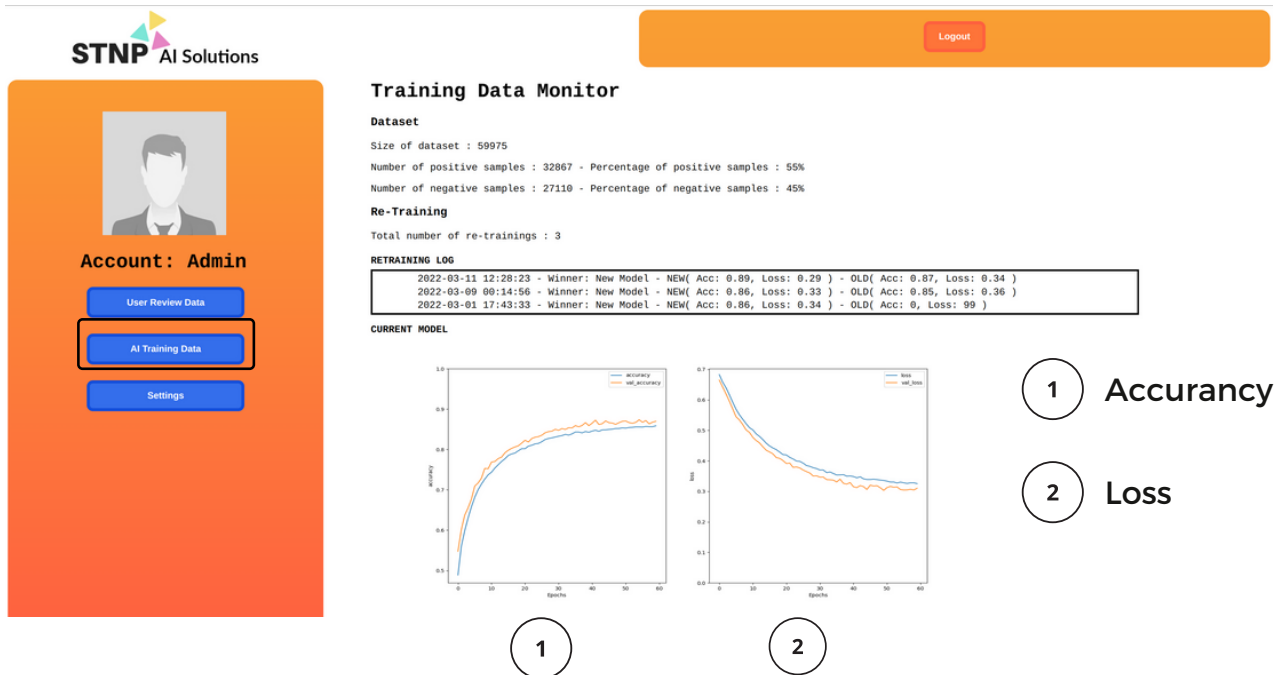 STNP AI Solutions
Logout
Account: Admin
User Review Data
AI Training Data
Settings
Training Data Monitor
Dataset
Size of dataset : 59975
Number of positive samples : 32867 - Percentage of positive samples : 55%
Number of negative samples : 27110 - Percentage of negative samples : 45%
Re-Training
Total number of re-trainings : 3
RETRAINING LOG
2022-03-11 12:28:23 - Winner: New Model - NEW( Acc: 0.89, Loss: 0.29 ) - OLD( Acc: 0.87, Loss: 0.34 )
2022-03-09 00:14:56 - Winner: New Model - NEW( Acc: 0.86, Loss: 0.33 ) - OLD( Acc: 0.85, Loss: 0.36 )
2022-03-01 17:43:33 - Winner: New Model - NEW( Acc: 0.86, Loss: 0.34 ) - OLD( Acc: 0, Loss: 99 )
CURRENT MODEL
accuracy
val_accuracy
1.0
0.9
0.8
0.7
0.6
0.5
accuracy
0 10 20 30 40 50 60
Epochs
loss
val_loss
0.7
0.6
0.5
0.4
0.3
0.2
0.1
0.0
loss
0 10 20 30 40 50 60
Epochs
1 Accurancy
2 Loss
1
2